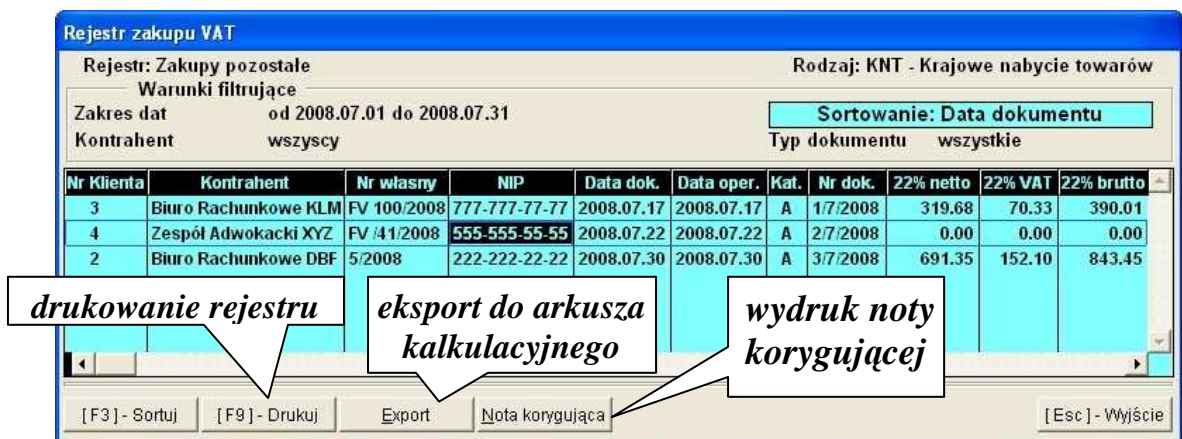 Rejestr zakupu VAT
Rejestr: Zakupy pozostałe Rodzaj: KNT - Krajowe nabycie towarów
Warunki filtrujące
Zakres dat od 2008.07.01 do 2008.07.31 Sortowanie: Data dokumentu
Kontrahent wszyscy Typ dokumentu wszystkie
Nr Klienta Kontrahent Nr własny NIP Data dok. Data oper. Kat. Nr dok. 22% netto 22% VAT 22% brutto
3 Biuro Rachunkowe KLM FV 100/2008 777-777-77-77 2008.07.17 2008.07.17 A 1/7/2008 319.68 70.33 390.01
4 Zespół Adwokacki XYZ FV /41/2008 555-555-55-55 2008.07.22 2008.07.22 A 2/7/2008 0.00 0.00 0.00
2 Biuro Rachunkowe DBF 5/2008 222-222-22-22 2008.07.30 2008.07.30 A 3/7/2008 691.35 152.10 843.45
drukowanie rejestru
eksport do arkusza
kalkulacyjnego
wydruk noty
korygującej
[ F3 ] - Sortuj [ F9 ] - Drukuj Export Nota korygująca [ Esc ] - Wyjście